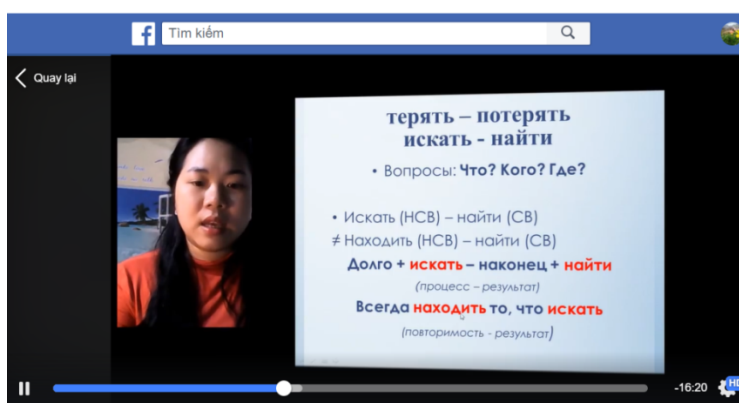 f
Tìm kiếm
Quay lại
терять – потерять
искать - найти
• Вопросы: Что? Кого? Где?
• Искать (НСВ) – найти (СВ)
≠ Находить (НСВ) – найти (СВ)
Долго + искать – наконец + найти
(процесс – результат)
Всегда находить то, что искать
(повторимость - результат)
-16:20
HD